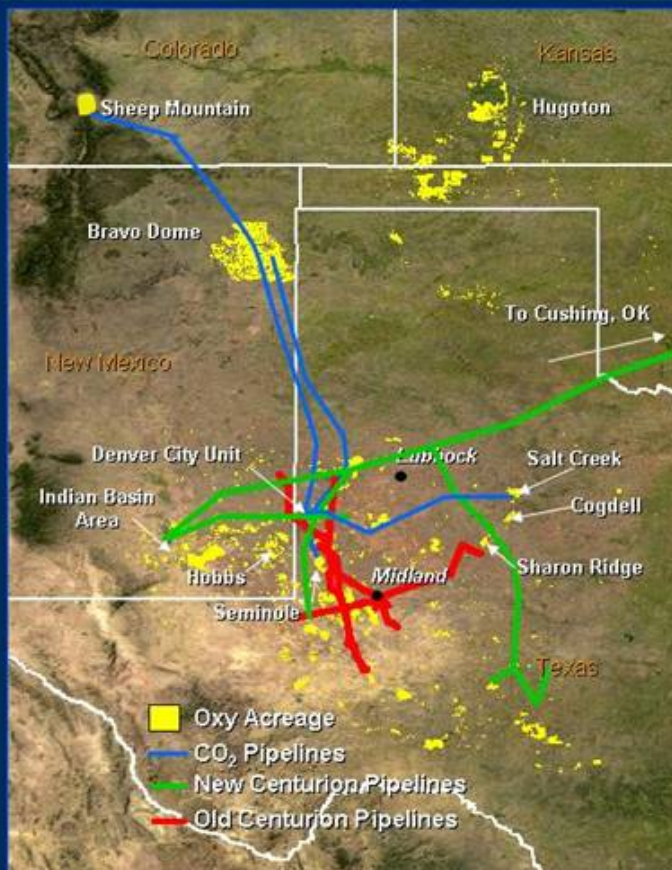 Colorado
Kansas
Sheep Mountain
Hugoton
Bravo Dome
To Cushing, OK
New Mexico
Denver City Unit
Lubbock
Salt Creek
Indian Basin
Area
Cogdell
Hobbs
Midland
Sharon Ridge
Seminole
Texas
Oxy Acreage
CO₂ Pipelines
New Centurion Pipelines
Old Centurion Pipelines